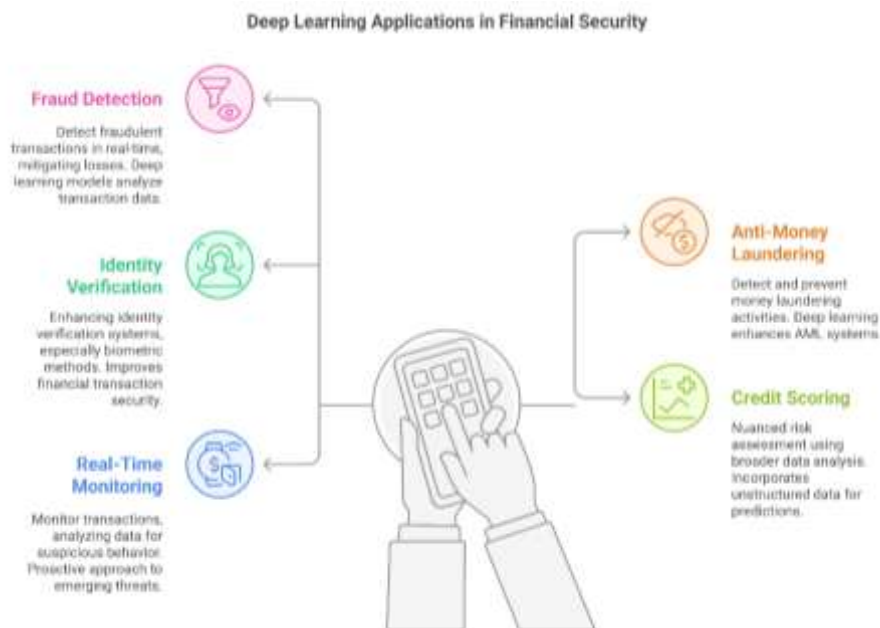 Deep Learning Applications in Financial Security
Fraud Detection
Detect fraudulent
transactions in real-time,
mitigating losses. Deep
learning models analyze
transaction data.
Identity
Verification
Enhancing identity
verification systems,
especially biometric
methods. Improves
financial transaction
security.
Real-Time
Monitoring
Monitor transactions,
analyzing data for
suspicious behavior.
Proactive approach to
emerging threats.
Anti-Money
Laundering
Detect and prevent
money laundering
activities. Deep learning
enhances AML systems
Credit Scoring
Nuanced risk
assessment using
broader data analysis.
Incorporates
unstructured data for
predictions.